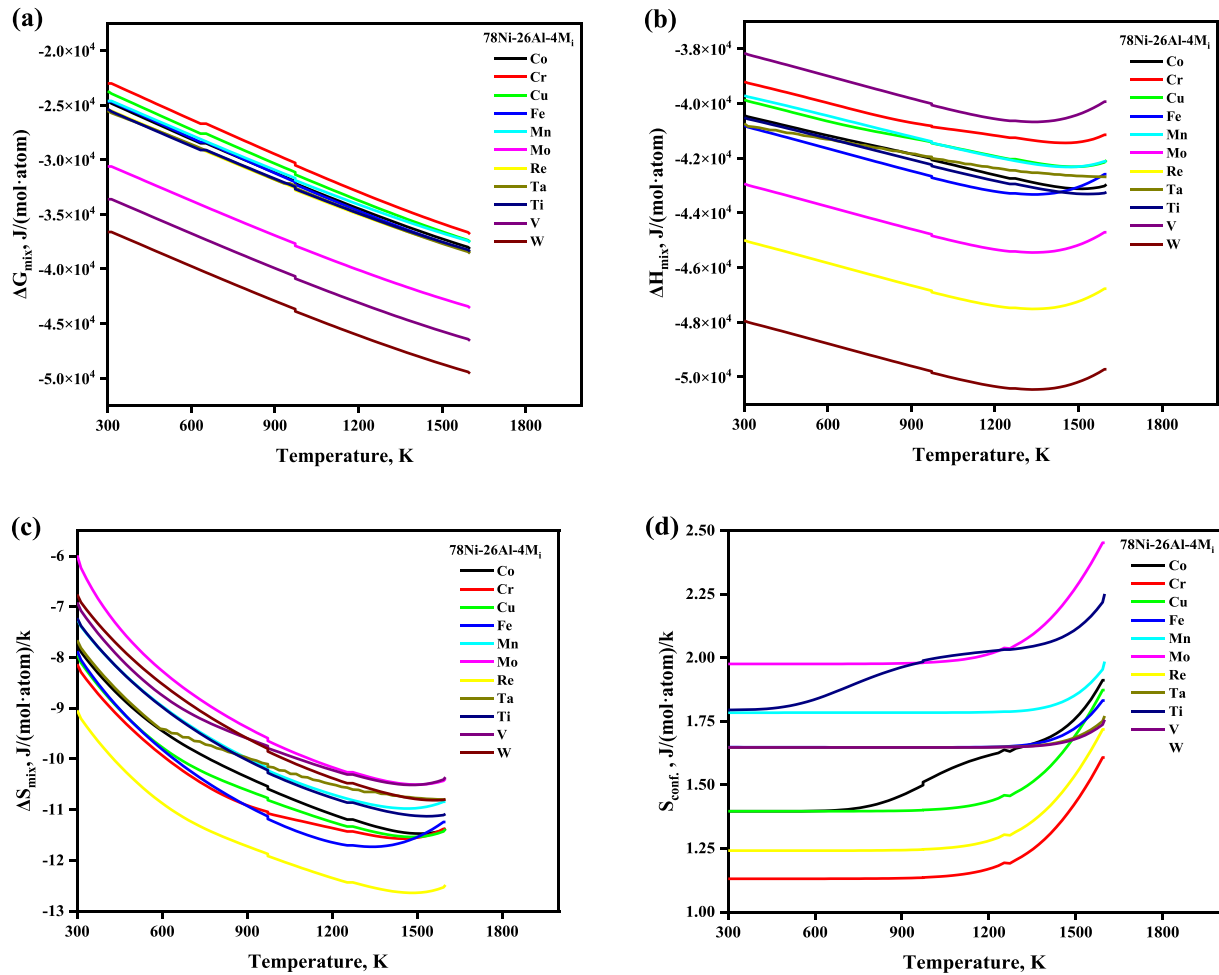 (a)
78Ni-26Al-4Mᵢ
Co
Cr
Cu
Fe
Mn
Mo
Re
Ta
Ti
V
W
-2.0×10⁴
-2.5×10⁴
-3.0×10⁴
-3.5×10⁴
-4.0×10⁴
-4.5×10⁴
-5.0×10⁴
ΔG_mix, J/(mol·atom)
300 600 900 1200 1500 1800
Temperature, K
(b)
78Ni-26Al-4Mᵢ
Co
Cr
Cu
Fe
Mn
Mo
Re
Ta
Ti
V
W
-3.8×10⁴
-4.0×10⁴
-4.2×10⁴
-4.4×10⁴
-4.6×10⁴
-4.8×10⁴
-5.0×10⁴
ΔH_mix, J/(mol·atom)
300 600 900 1200 1500 1800
Temperature, K
(c)
78Ni-26Al-4Mᵢ
Co
Cr
Cu
Fe
Mn
Mo
Re
Ta
Ti
V
W
-6
-7
-8
-9
-10
-11
-12
-13
ΔS_mix, J/(mol·atom)/k
300 600 900 1200 1500 1800
Temperature, K
(d)
78Ni-26Al-4Mᵢ
Co
Cr
Cu
Fe
Mn
Mo
Re
Ta
Ti
V
W
2.50
2.25
2.00
1.75
1.50
1.25
1.00
S_conf. , J/(mol·atom)/k
300 600 900 1200 1500 1800
Temperature, K